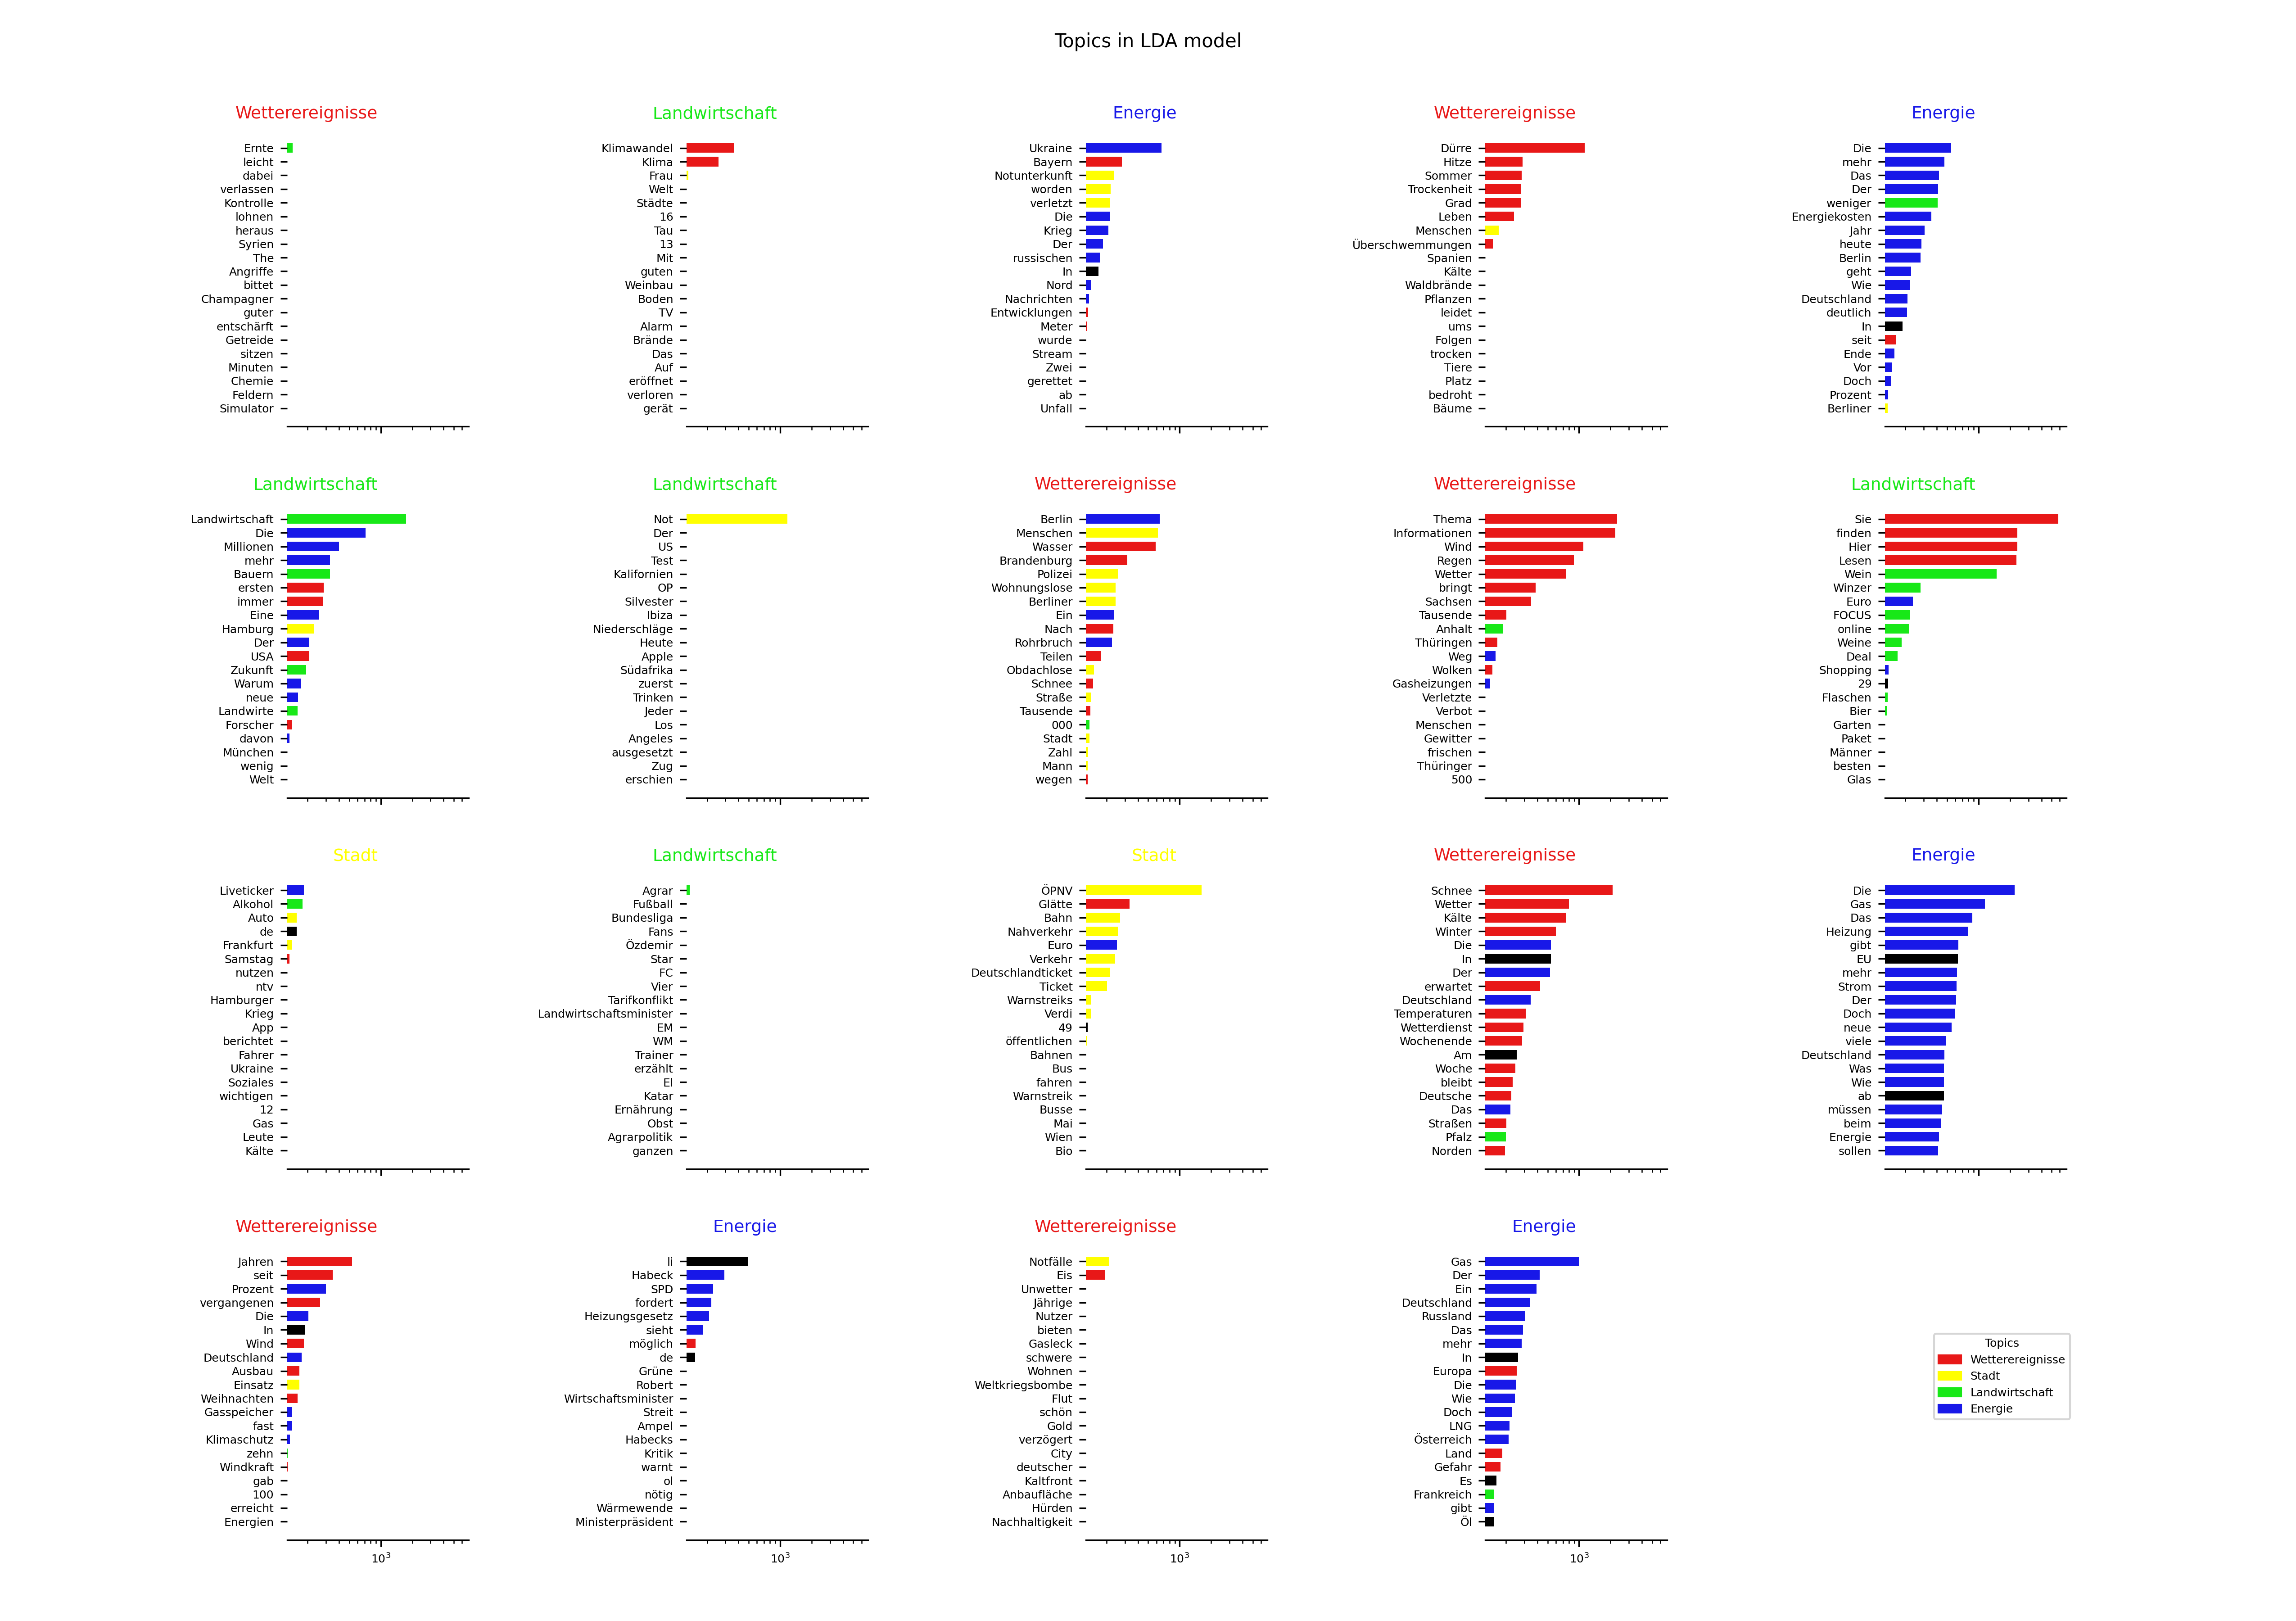 Topics in LDA model
Wetterereignisse
Ernte
leicht
dabei
verlassen
Kontrolle
lohnen
heraus
Syrien
The
Angriffe
bittet
Champagner
guter
entschärft
Getreide
sitzen
Minuten
Chemie
Feldern
Simulator
Landwirtschaft
Klimawandel
Klima
Frau
Welt
Städte
16
Tau
13
Mit
guten
Weinbau
Boden
TV
Alarm
Brände
Das
Auf
eröffnet
verloren
gerät
Energie
Ukraine
Bayern
Notunterkunft
worden
verletzt
Die
Krieg
Der
russischen
In
Nord
Nachrichten
Entwicklungen
Meter
wurde
Stream
Zwei
gerettet
ab
Unfall
Wetterereignisse
Dürre
Hitze
Sommer
Trockenheit
Grad
Leben
Menschen
Überschwemmungen
Spanien
Kälte
Waldbrände
Pflanzen
leidet
ums
Folgen
trocken
Tiere
Platz
bedroht
Bäume
Energie
Die
mehr
Das
Der
weniger
Energiekosten
Jahr
heute
Berlin
geht
Wie
Deutschland
deutlich
In
seit
Ende
Vor
Doch
Prozent
Berliner
Landwirtschaft
Landwirtschaft
Die
Millionen
mehr
Bauern
ersten
immer
Eine
Hamburg
Der
USA
Zukunft
Warum
neue
Landwirte
Forscher
davon
München
wenig
Welt
Landwirtschaft
Not
Der
US
Test
Kalifornien
OP
Silvester
Ibiza
Niederschläge
Heute
Apple
Südafrika
zuerst
Trinken
Jeder
Los
Angeles
ausgesetzt
Zug
erschien
Wetterereignisse
Berlin
Menschen
Wasser
Brandenburg
Polizei
Wohnungslose
Berliner
Ein
Nach
Rohrbruch
Teilen
Obdachlose
Schnee
Straße
Tausende
000
Stadt
Zahl
Mann
wegen
Wetterereignisse
Thema
Informationen
Wind
Regen
Wetter
bringt
Sachsen
Tausende
Anhalt
Thüringen
Weg
Wolken
Gasheizungen
Verletzte
Verbot
Menschen
Gewitter
frischen
Thüringer
500
Landwirtschaft
Sie
finden
Hier
Lesen
Wein
Winzer
Euro
FOCUS
online
Weine
Deal
Shopping
29
Flaschen
Bier
Garten
Paket
Männer
besten
Glas
Stadt
Liveticker
Alkohol
Auto
de
Frankfurt
Samstag
nutzen
ntv
Hamburger
Krieg
App
berichtet
Fahrer
Ukraine
Soziales
wichtigen
12
Gas
Leute
Kälte
Landwirtschaft
Agrar
Fußball
Bundesliga
Fans
Özdemir
Star
FC
Vier
Tarifkonflikt
Landwirtschaftsminister
EM
WM
Trainer
erzählt
El
Katar
Ernährung
Obst
Agrarpolitik
ganzen
Stadt
ÖPNV
Glätte
Bahn
Nahverkehr
Euro
Verkehr
Deutschlandticket
Ticket
Warnstreiks
Verdi
49
öffentlichen
Bahnen
Bus
fahren
Warnstreik
Busse
Mai
Wien
Bio
Wetterereignisse
Schnee
Wetter
Kälte
Winter
Die
In
Der
erwartet
Deutschland
Temperaturen
Wetterdienst
Wochenende
Am
Woche
bleibt
Deutsche
Das
Straßen
Pfalz
Norden
Energie
Die
Gas
Das
Heizung
gibt
EU
mehr
Strom
Der
Doch
neue
viele
Deutschland
Was
Wie
ab
müssen
beim
Energie
sollen
Wetterereignisse
Jahren
seit
Prozent
vergangenen
Die
In
Wind
Deutschland
Ausbau
Einsatz
Weihnachten
Gasspeicher
fast
Klimaschutz
zehn
Windkraft
gab
100
erreicht
Energien
10³
Energie
li
Habeck
SPD
fordert
Heizungsgesetz
sieht
möglich
de
Grüne
Robert
Wirtschaftsminister
Streit
Ampel
Habecks
Kritik
warnt
ol
nötig
Wärmewende
Ministerpräsident
10³
Wetterereignisse
Notfälle
Eis
Unwetter
Jährige
Nutzer
bieten
Gasleck
schwere
Wohnen
Weltkriegsbombe
Flut
schön
Gold
verzögert
City
deutscher
Kaltfront
Anbaufläche
Hürden
Nachhaltigkeit
10³
Energie
Gas
Der
Ein
Deutschland
Russland
Das
mehr
In
Europa
Die
Wie
Doch
LNG
Österreich
Land
Gefahr
Es
Frankreich
gibt
Öl
10³
Topics
Wetterereignisse
Stadt
Landwirtschaft
Energie